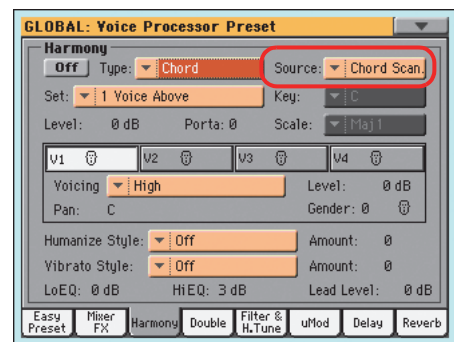 GLOBAL: Voice Processor Preset
Harmony
Off Type: Chord Source: Chord Scan.
Set: 1 Voice Above Key: C
Level: 0 dB Porta: 0 Scale: Maj1
V1 V2 V3 V4
Voicing High Level: 0 dB
Pan: C Gender: 0
Humanize Style: Off Amount: 0
Vibrato Style: Off Amount: 0
LoEQ: 0 dB HiEQ: 3 dB Lead Level: 0 dB
Easy Preset Mixer FX Harmony Double Filter & H.Tune uMod Delay Reverb